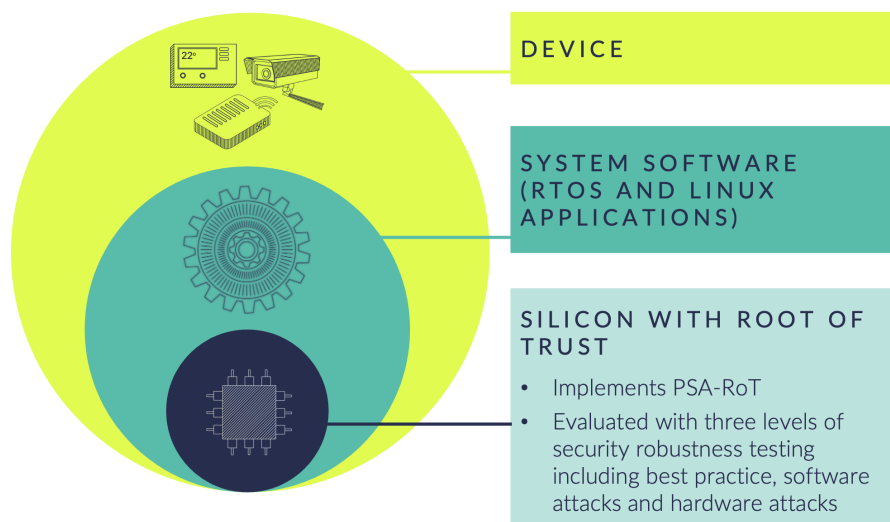 22°
DEVICE
SYSTEM SOFTWARE
(RTOS AND LINUX
APPLICATIONS)
SILICON WITH ROOT OF
TRUST
• Implements PSA-RoT
• Evaluated with three levels of
security robustness testing
including best practice, software
attacks and hardware attacks